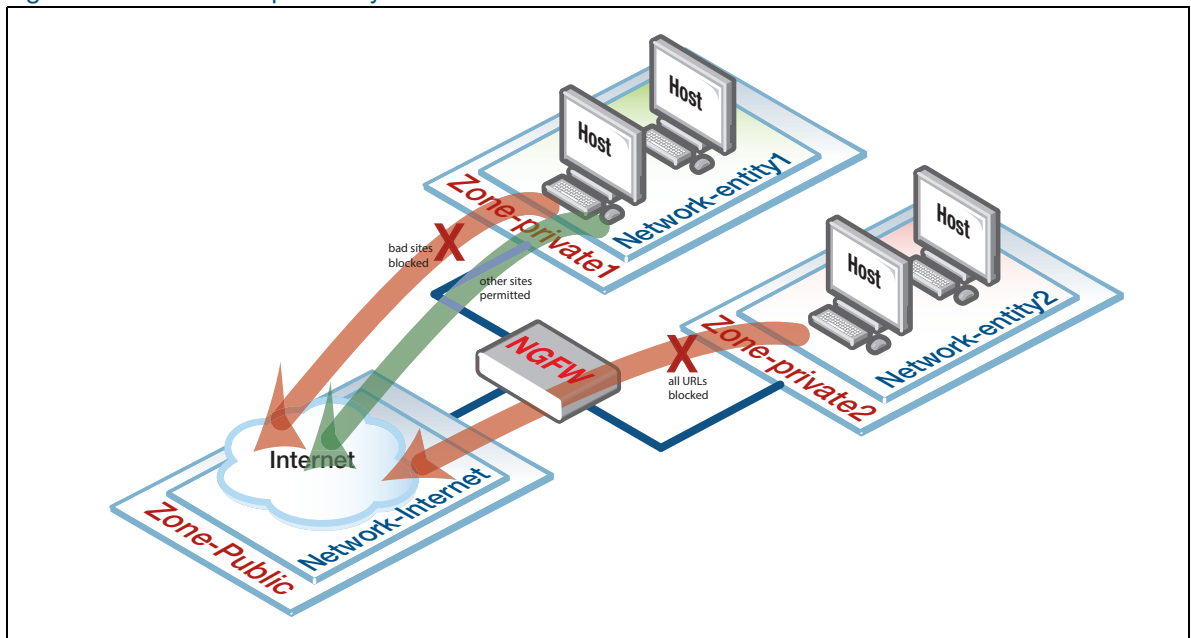 Host
Host
Zone-private1
Network-entity1
bad sites
blocked
X
other sites
permitted
Host
Host
Zone-private2
Network-entity2
NGFW
X
all URLs
blocked
Internet
Network-Internet
Zone-Public